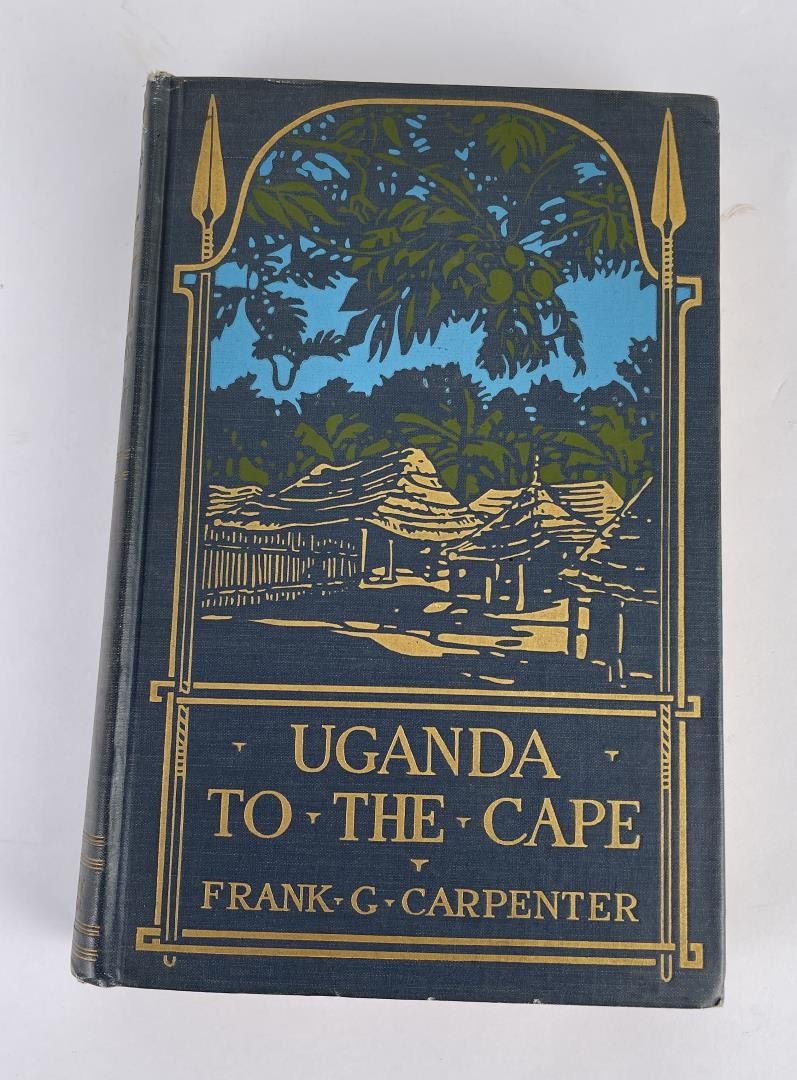 UGANDA
TO THE CAPE
FRANK G CARPENTER